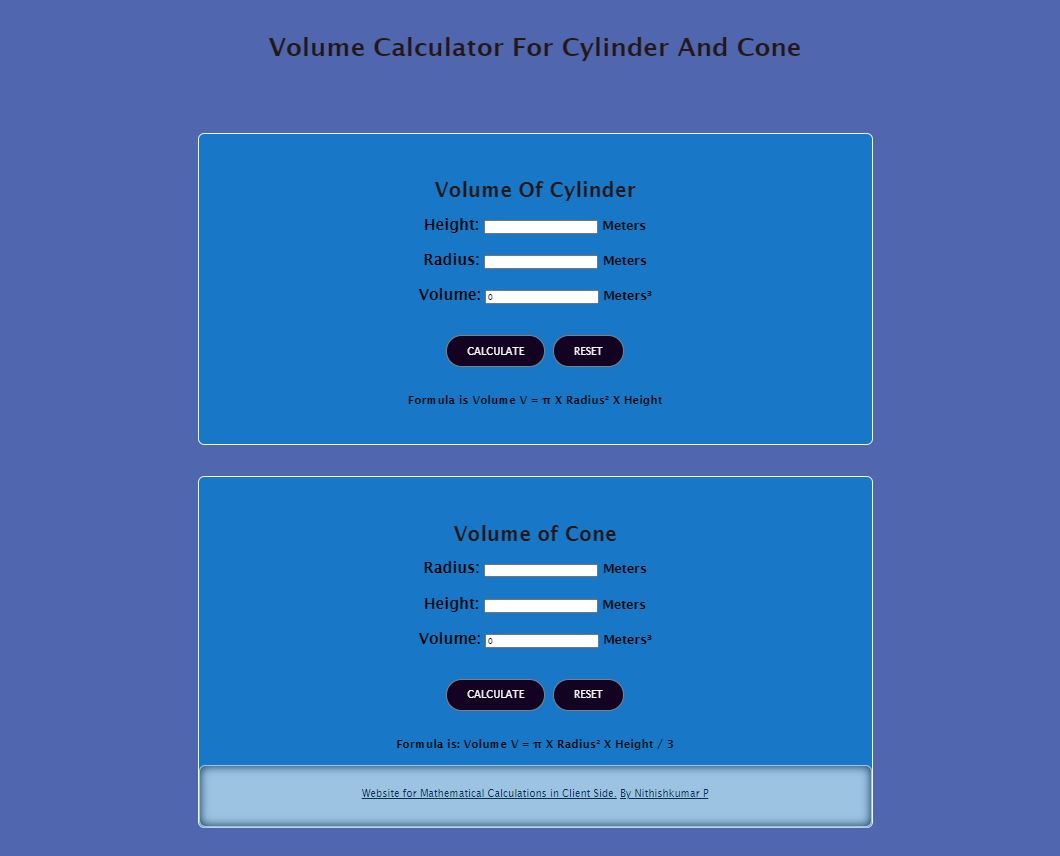 Volume Calculator For Cylinder And Cone
Volume Of Cylinder
Height: Meters
Radius: Meters
Volume: 0 Meters³
CALCULATE RESET
Formula is Volume V = π X Radius² X Height
Volume of Cone
Radius: Meters
Height: Meters
Volume: 0 Meters³
CALCULATE RESET
Formula is: Volume V = π X Radius² X Height / 3
Website for Mathematical Calculations in Client Side. By Nithishkumar P